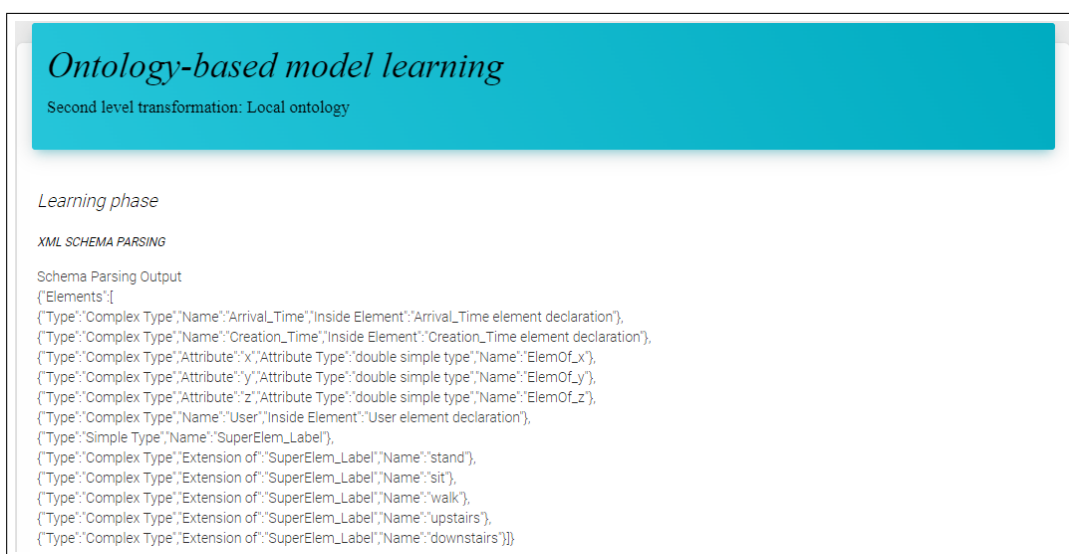 Ontology-based model learning
Second level transformation: Local ontology
Learning phase
XML SCHEMA PARSING
Schema Parsing Output
{"Elements":[
{"Type":"Complex Type","Name":"Arrival_Time","Inside Element":"Arrival_Time element declaration"},
{"Type":"Complex Type","Name":"Creation_Time","Inside Element":"Creation_Time element declaration"},
{"Type":"Complex Type","Attribute":"x","Attribute Type":"double simple type","Name":"ElemOf_x"},
{"Type":"Complex Type","Attribute":"y","Attribute Type":"double simple type","Name":"ElemOf_y"},
{"Type":"Complex Type","Attribute":"z","Attribute Type":"double simple type","Name":"ElemOf_z"},
{"Type":"Complex Type","Name":"User","Inside Element":"User element declaration"},
{"Type":"Simple Type","Name":"SuperElem_Label"},
{"Type":"Complex Type","Extension of":"SuperElem_Label","Name":"stand"},
{"Type":"Complex Type","Extension of":"SuperElem_Label","Name":"sit"},
{"Type":"Complex Type","Extension of":"SuperElem_Label","Name":"walk"},
{"Type":"Complex Type","Extension of":"SuperElem_Label","Name":"upstairs"},
{"Type":"Complex Type","Extension of":"SuperElem_Label","Name":"downstairs"}]}